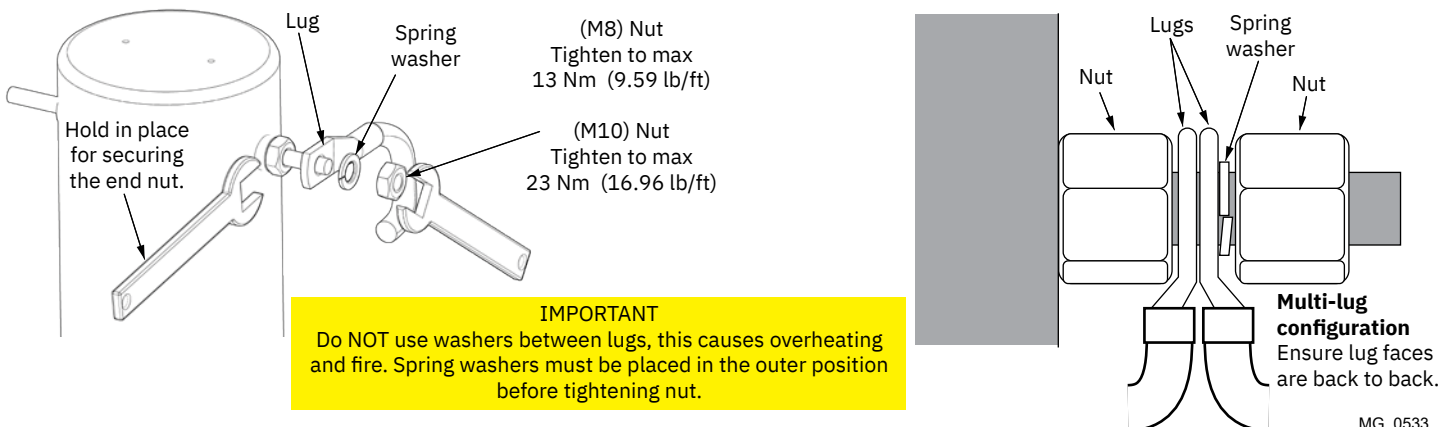 Lug
Spring
washer
(M8) Nut
Tighten to max
13 Nm  (9.59 lb/ft)
Hold in place
for securing
the end nut.
(M10) Nut
Tighten to max
23 Nm  (16.96 lb/ft)
IMPORTANT
Do NOT use washers between lugs, this causes overheating
and fire. Spring washers must be placed in the outer position
before tightening nut.
Lugs
Spring
washer
Nut
Nut
Multi-lug
configuration
Ensure lug faces
are back to back.
MG_0533